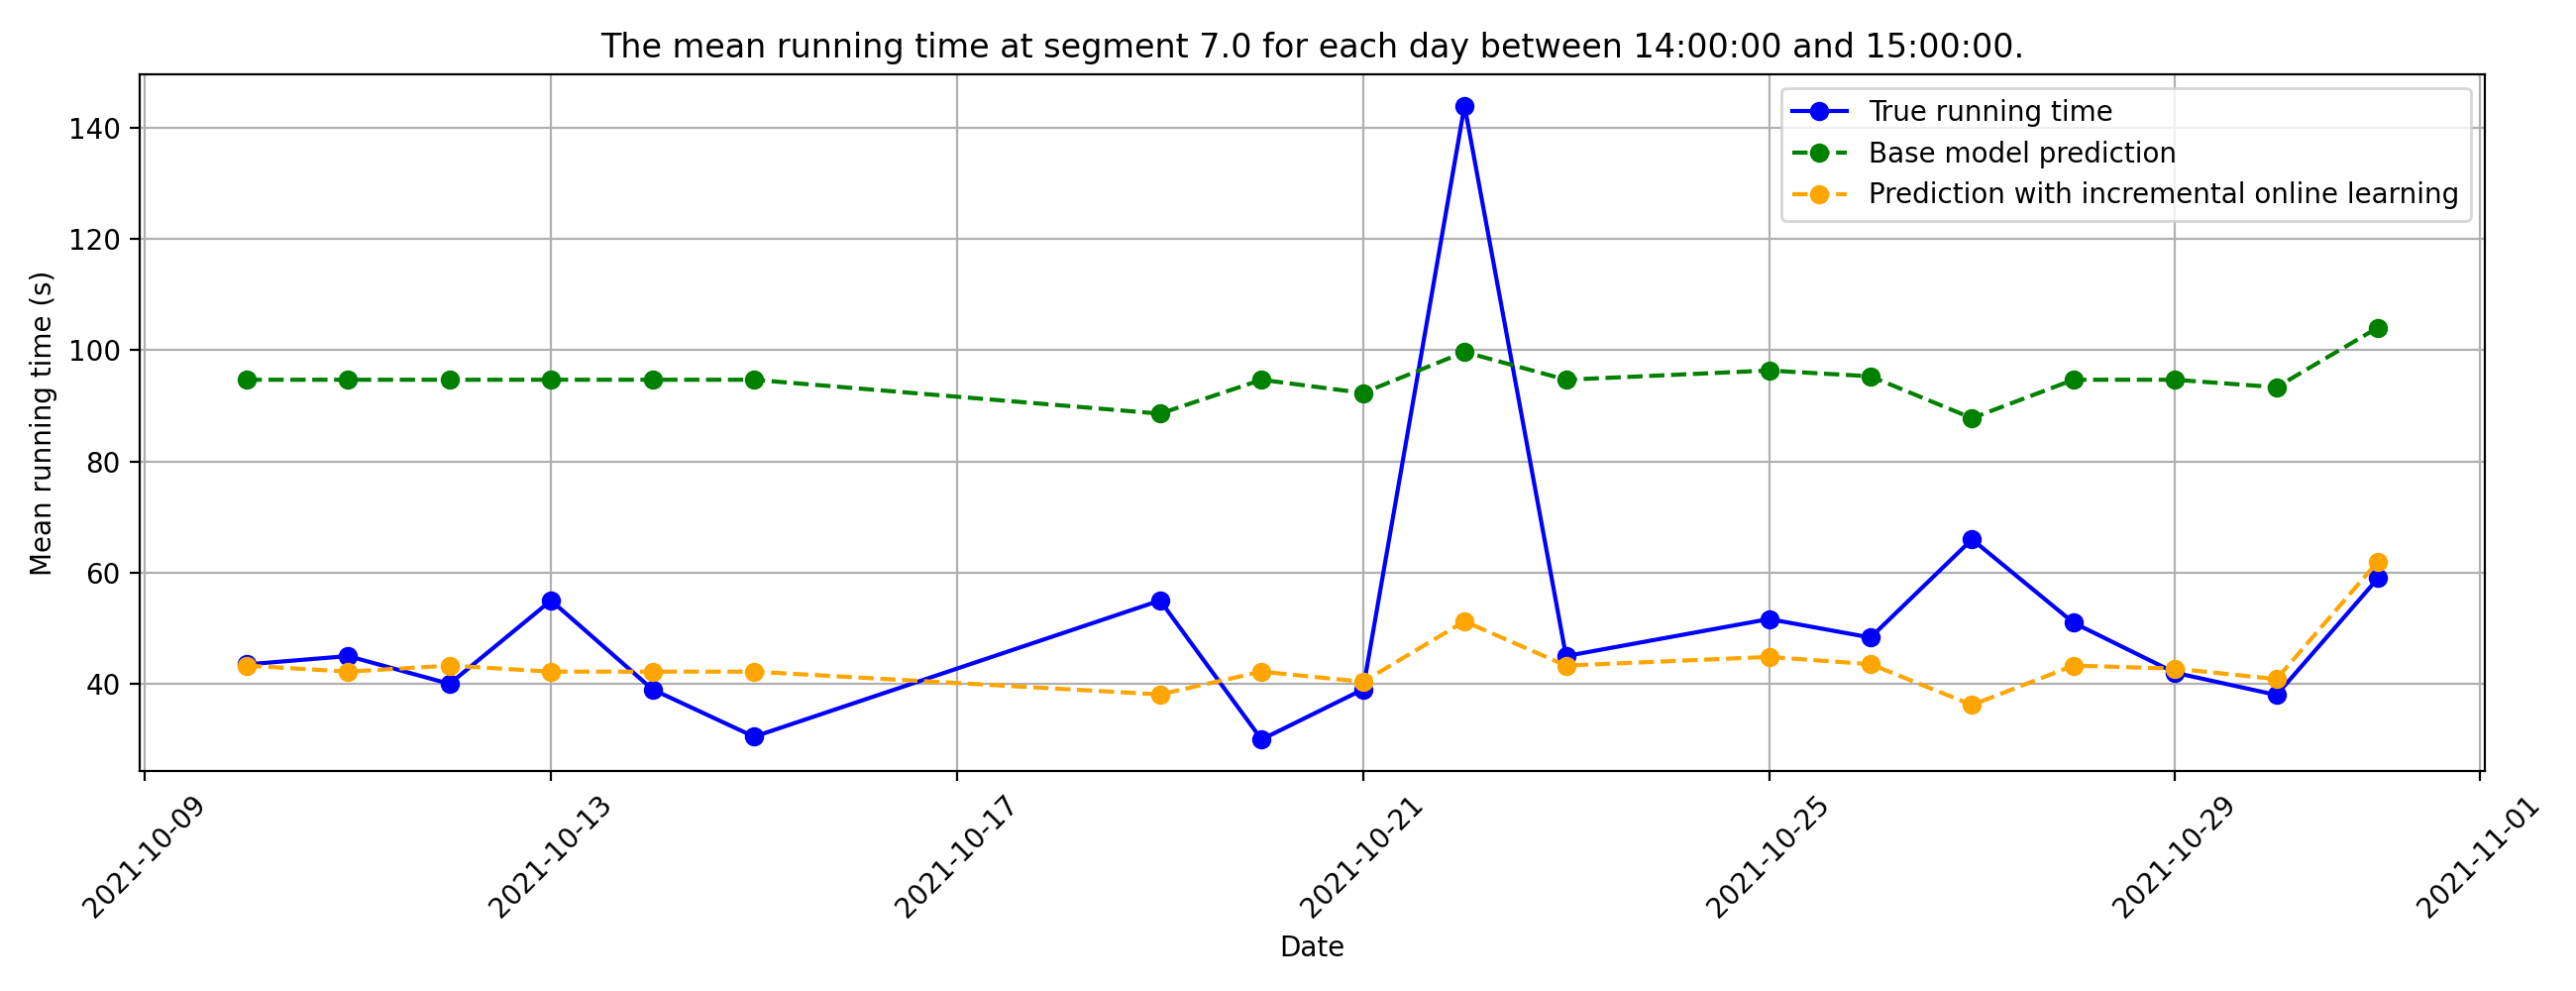 The mean running time at segment 7.0 for each day between 14:00:00 and 15:00:00.
True running time
Base model prediction
Prediction with incremental online learning
Mean running time (s)
140
120
100
80
60
40
2021-10-09
2021-10-13
2021-10-17
2021-10-21
2021-10-25
2021-10-29
2021-11-01
Date